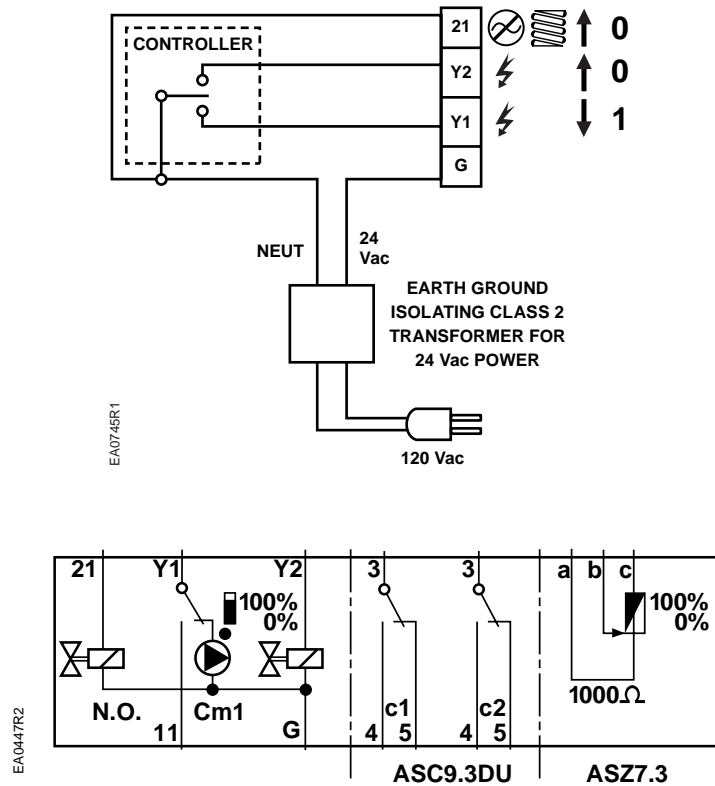 CONTROLLER
21
0
Y2
0
Y1
1
G
NEUT
24
Vac
EARTH GROUND
ISOLATING CLASS 2
TRANSFORMER FOR
24 Vac POWER
120 Vac
EA0745R1
21 Y1 Y2 3 3 a b c
100%
0%
100%
0%
N.O. Cm1 c1 c2 1000Ω
11 G 4 5 4 5
ASC9.3DU ASZ7.3
EA0447R2